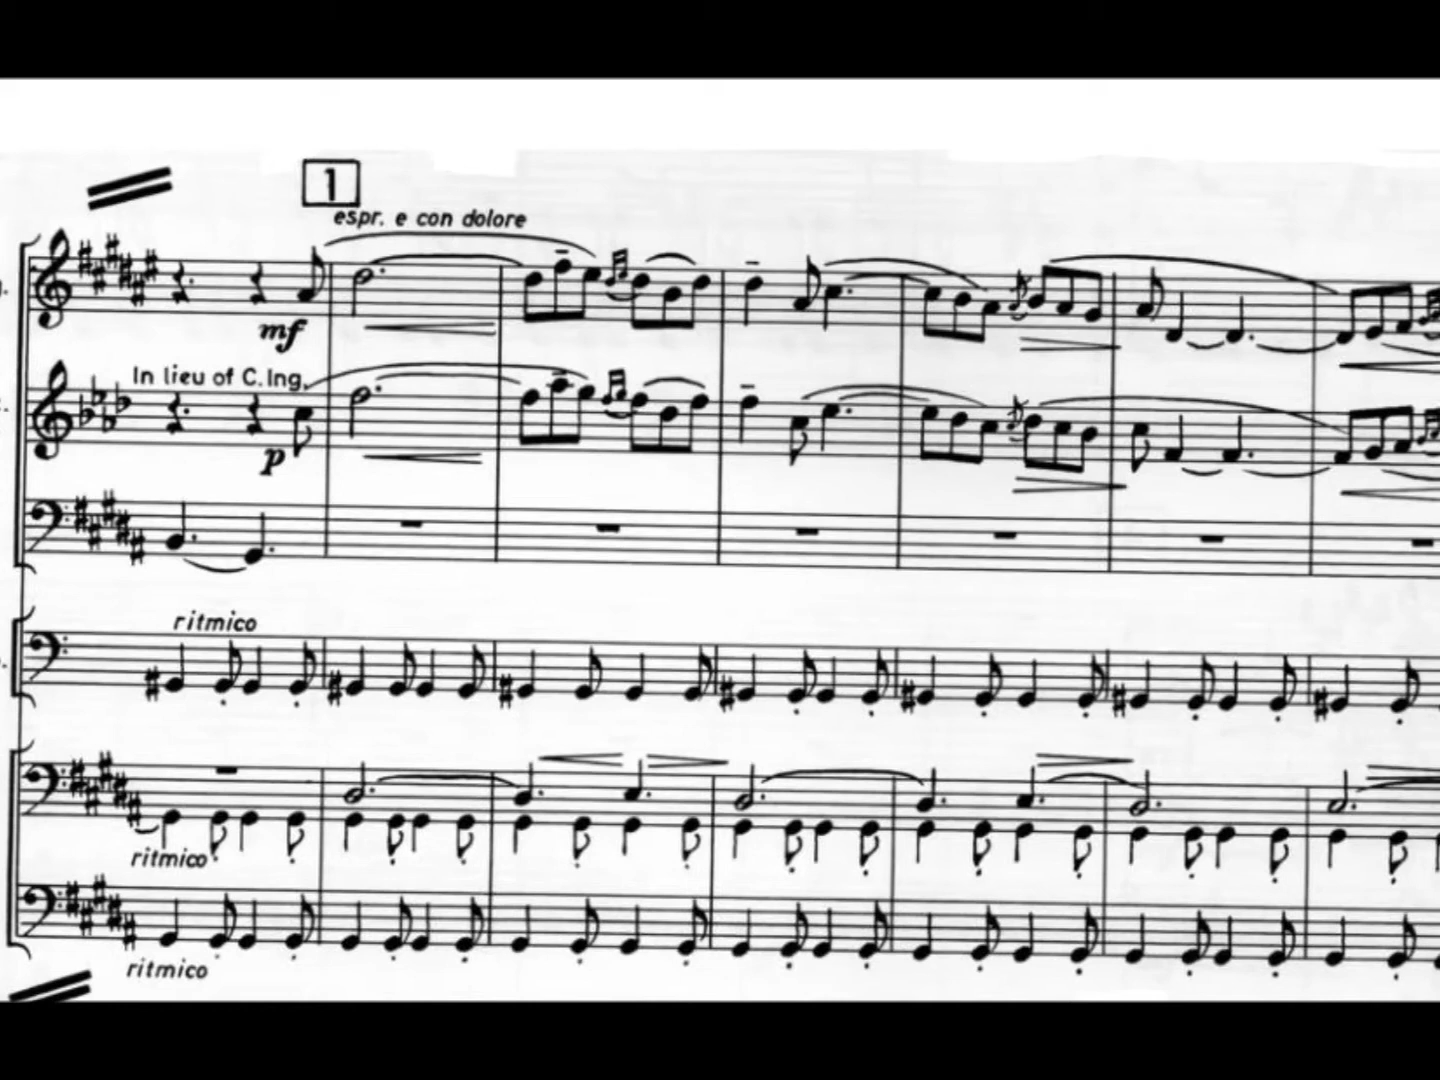 1
espr. e con dolore
mf
In lieu of C. Ing.
p
ritmico
ritmico
ritmico